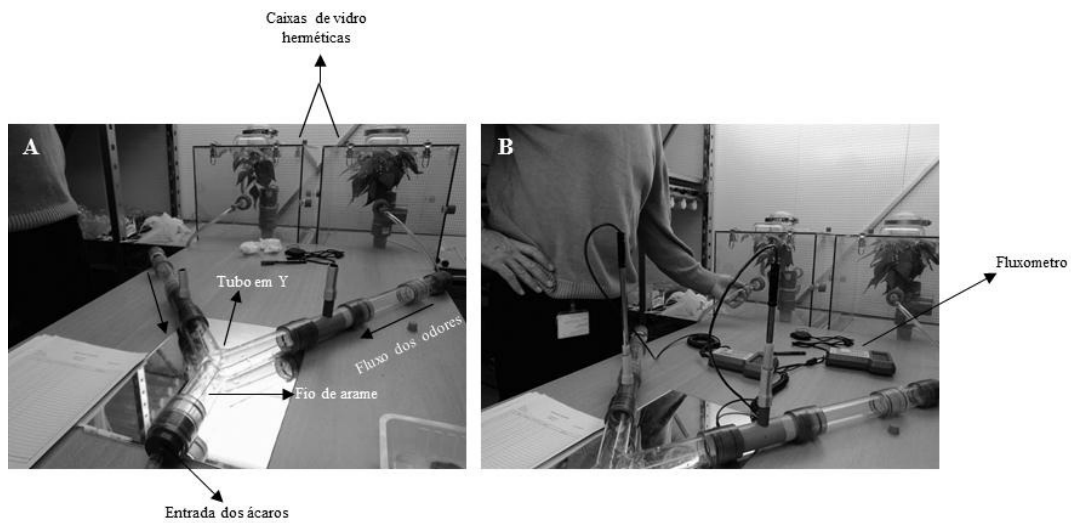 Caixas de vidro
herméticas
A
B
Tubo em Y
Fluxo dos odores
Fio de arame
Fluxometro
Entrada dos ácaros